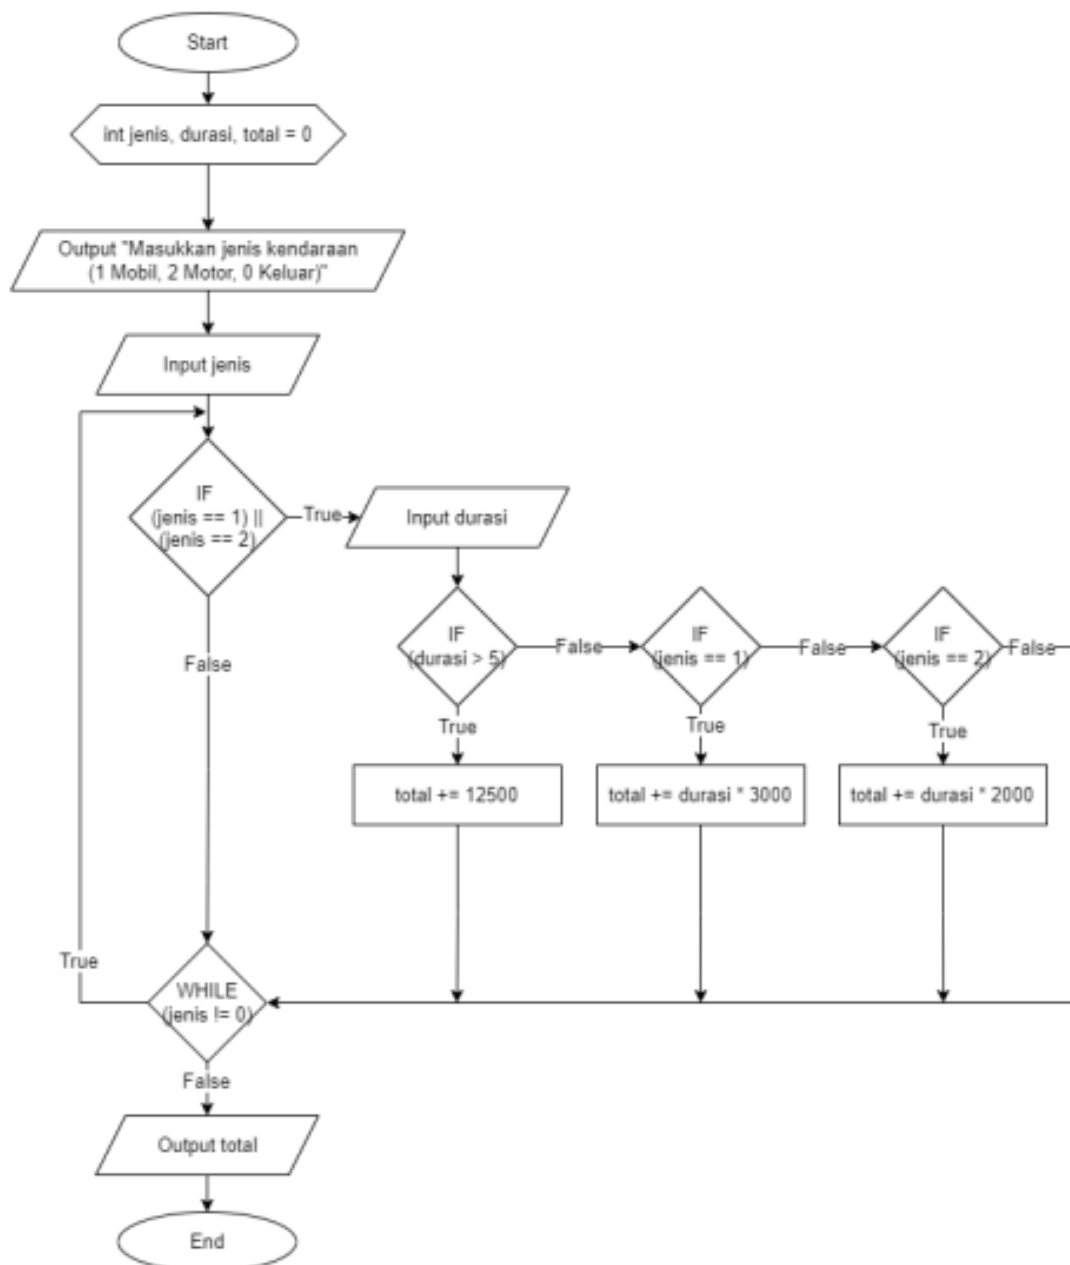 Start
int jenis, durasi, total = 0
Output "Masukkan jenis kendaraan
(1 Mobil, 2 Motor, 0 Keluar)"
Input jenis
IF
(jenis == 1) ||
(jenis == 2)
True
Input durasi
False
IF
(durasi > 5)
False
IF
(jenis == 1)
False
IF
(jenis == 2)
False
True
True
True
total += 12500
total += durasi * 3000
total += durasi * 2000
True
WHILE
(jenis != 0)
False
Output total
End